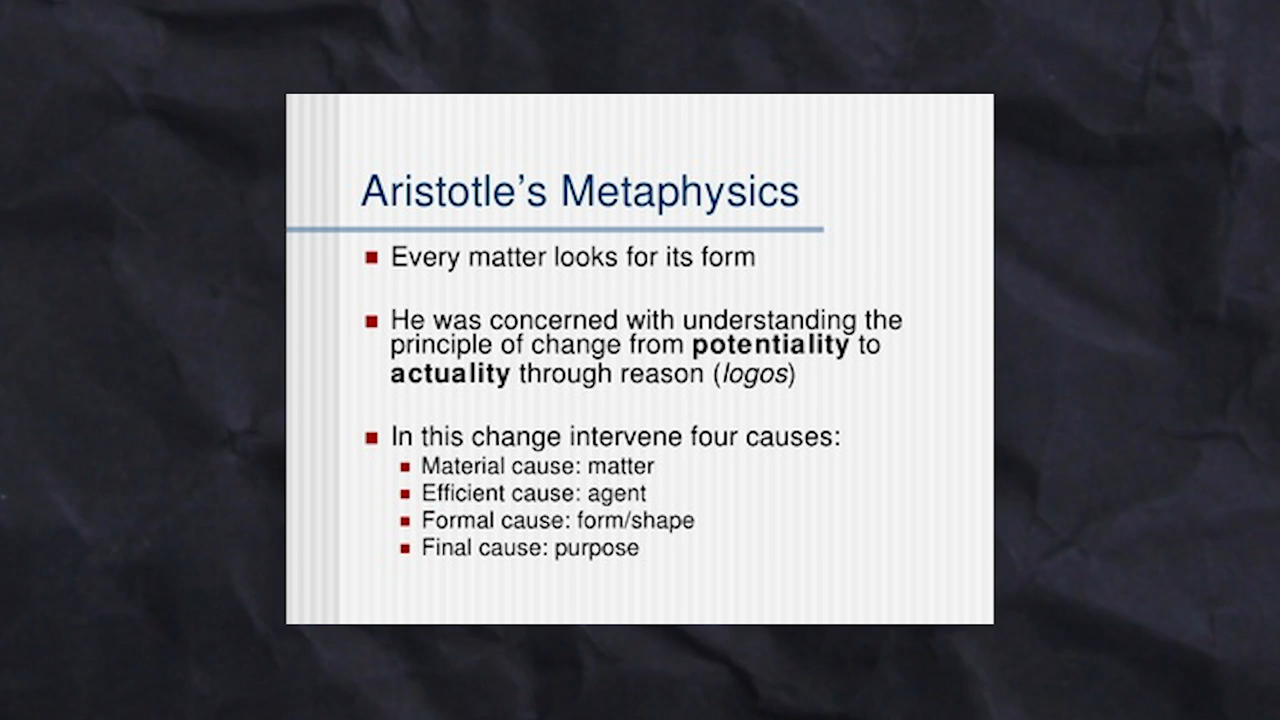 Aristotle's Metaphysics
Every matter looks for its form
He was concerned with understanding the
principle of change from potentiality to
actuality through reason (logos)
In this change intervene four causes:
Material cause: matter
Efficient cause: agent
Formal cause: form/shape
Final cause: purpose